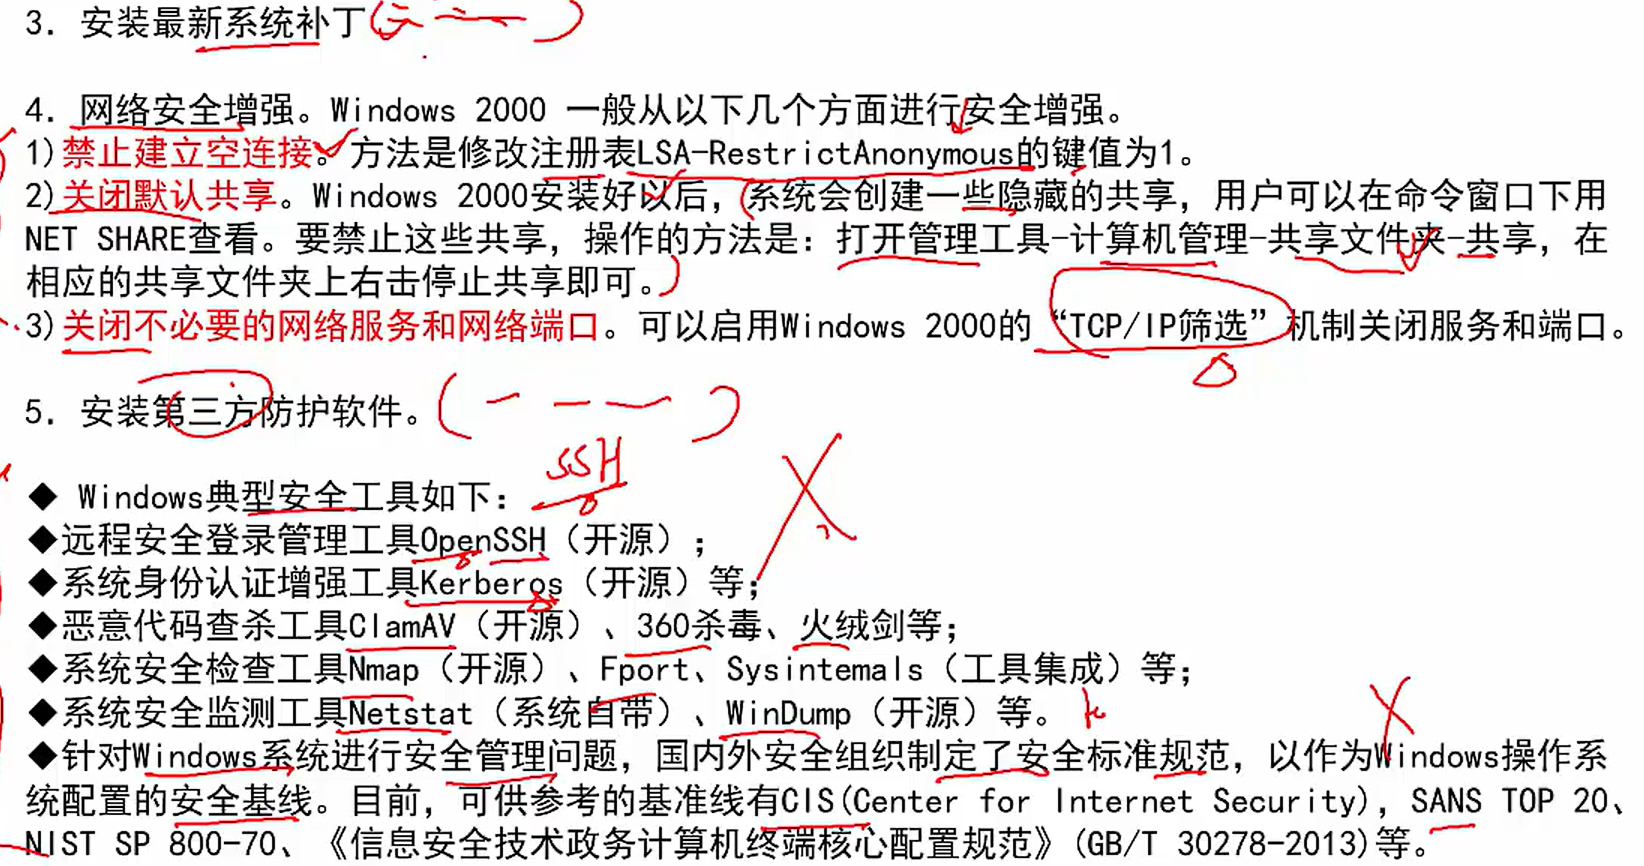 3. 安装最新系统补丁
4. 网络安全增强。Windows 2000 一般从以下几个方面进行安全增强。
1)禁止建立空连接。方法是修改注册表LSA-RestrictAnonymous的键值为1。
2)关闭默认共享。Windows 2000安装好以后，系统会创建一些隐藏的共享，用户可以在命令窗口下用
NET SHARE查看。要禁止这些共享，操作的方法是：打开管理工具-计算机管理-共享文件夹-共享，在
相应的共享文件夹上右击停止共享即可。
3)关闭不必要的网络服务和网络端口。可以启用Windows 2000的“TCP/IP筛选”机制关闭服务和端口。
5. 安装第三方防护软件。
SSH
◆ Windows典型安全工具如下：
◆远程安全登录管理工具OpenSSH（开源）；
◆系统身份认证增强工具Kerberos（开源）等；
◆恶意代码查杀工具ClamAV（开源）、360杀毒、火绒剑等；
◆系统安全检查工具Nmap（开源）、Fport、Sysintemals（工具集成）等；
◆系统安全监测工具Netstat（系统自带）、WinDump（开源）等。
◆针对Windows系统进行安全管理问题，国内外安全组织制定了安全标准规范，以作为Windows操作系
统配置的安全基线。目前，可供参考的基准线有CIS(Center for Internet Security)，SANS TOP 20、
NIST SP 800-70、《信息安全技术政务计算机终端核心配置规范》(GB/T 30278-2013)等。